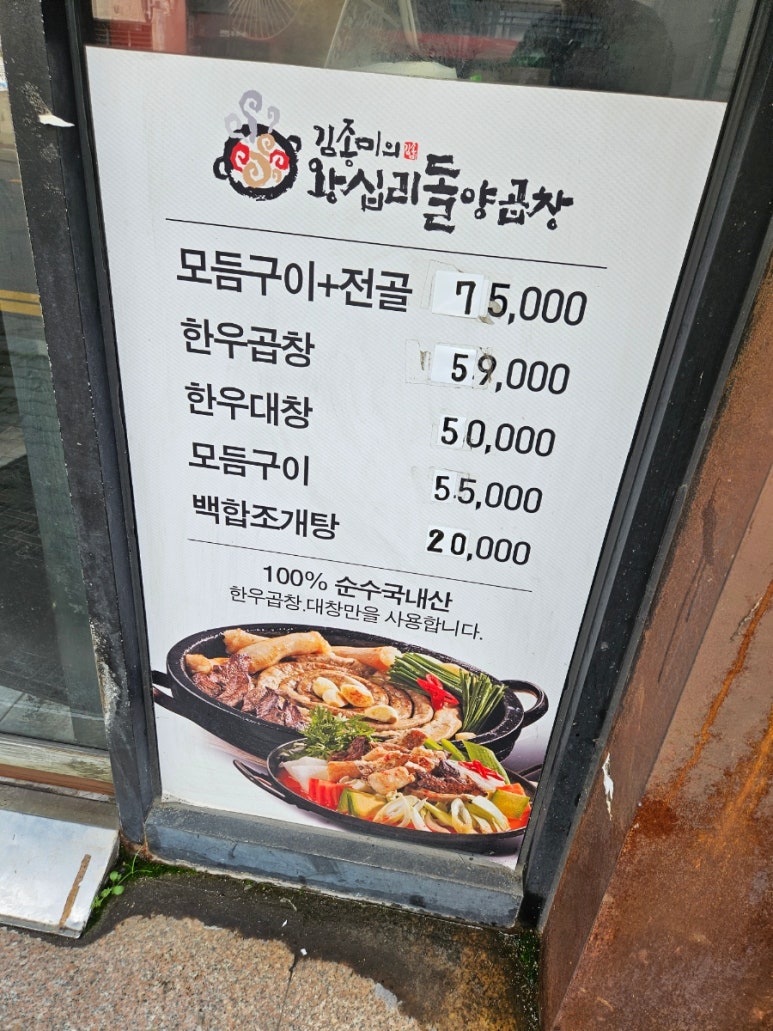 김종미의
왕십리돌양곱창
모듬구이+전골 75,000
한우곱창 59,000
한우대창 50,000
모듬구이 55,000
백합조개탕 20,000
100% 순수국내산
한우곱창.대창만을 사용합니다.